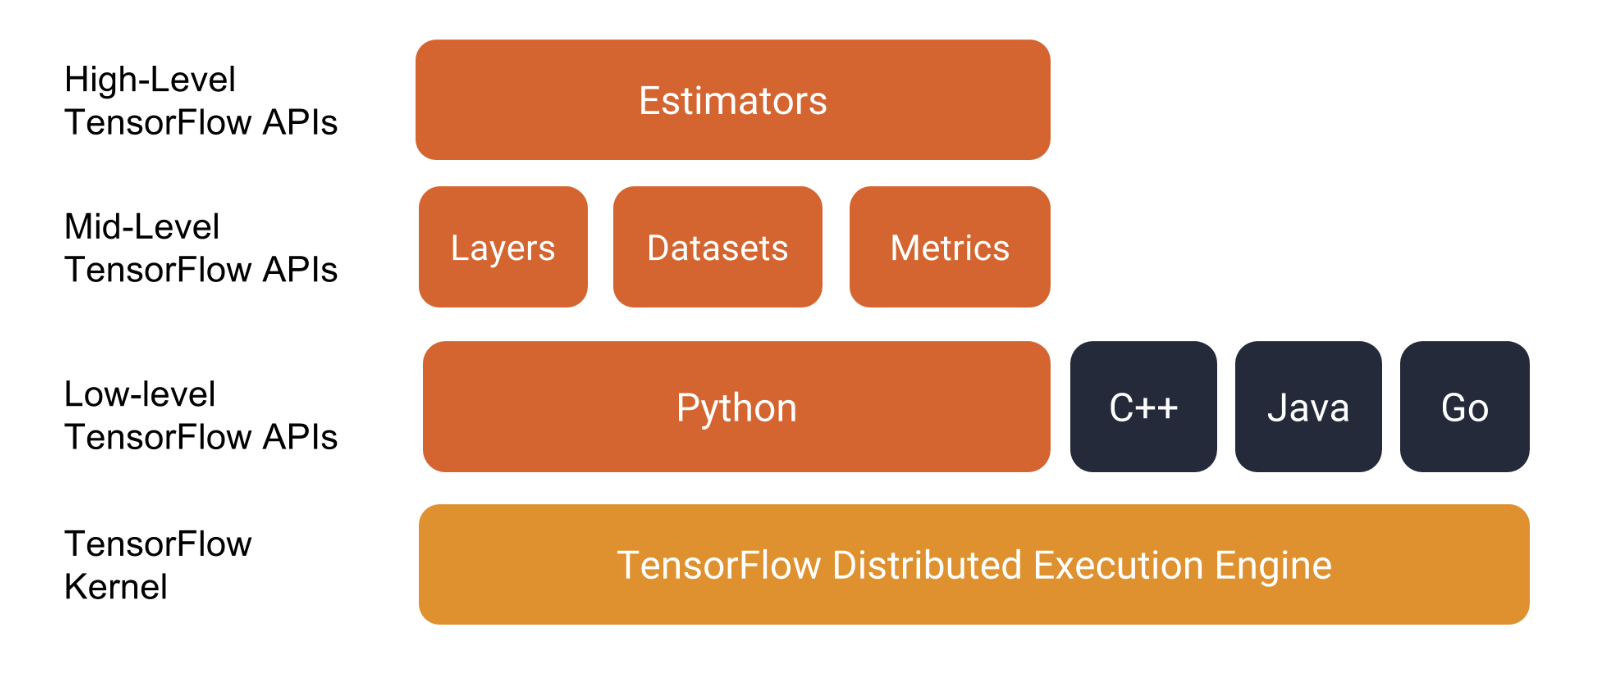 High-Level
TensorFlow APIs
Estimators
Mid-Level
TensorFlow APIs
Layers
Datasets
Metrics
Low-level
TensorFlow APIs
Python
C++
Java
Go
TensorFlow
Kernel
TensorFlow Distributed Execution Engine